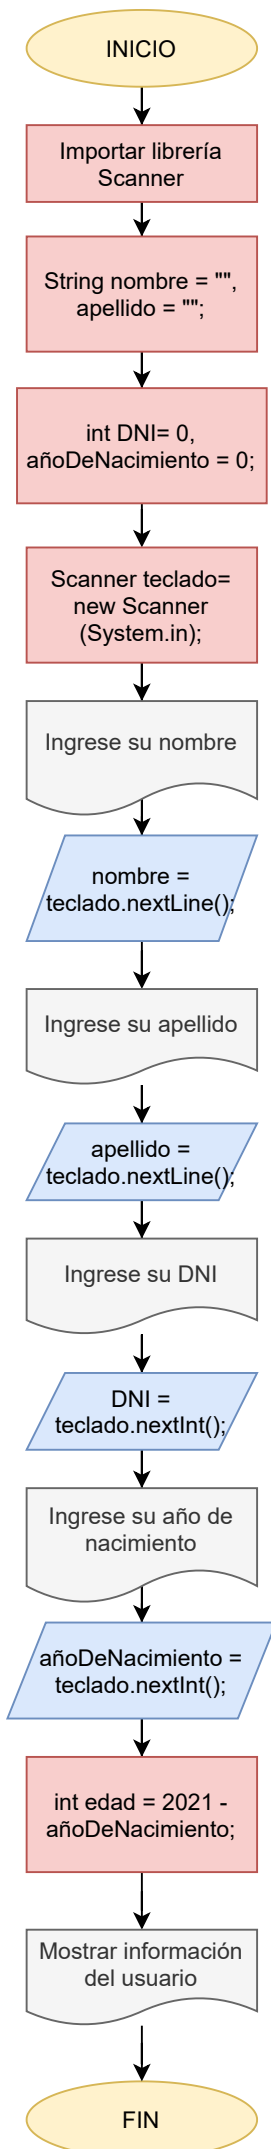 INICIO
Importar librería
Scanner
String nombre = "",
apellido = "";
int DNI= 0,
añoDeNacimiento = 0;
Scanner teclado=
new Scanner
(System.in);
Ingrese su nombre
nombre =
teclado.nextLine();
Ingrese su apellido
apellido =
teclado.nextLine();
Ingrese su DNI
DNI =
teclado.nextInt();
Ingrese su año de
nacimiento
añoDeNacimiento =
teclado.nextInt();
int edad = 2021 -
añoDeNacimiento;
Mostrar información
del usuario
FIN